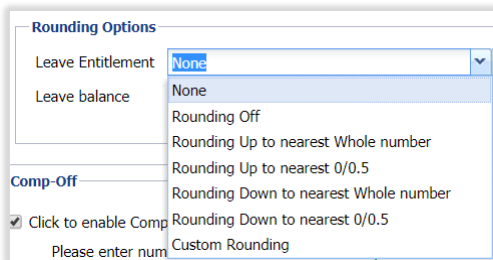 Rounding Options
Leave Entitlement None
None
Leave balance
Rounding Off
Rounding Up to nearest Whole number
Rounding Up to nearest 0/0.5
Comp-Off
Rounding Down to nearest Whole number
Click to enable Comp
Rounding Down to nearest 0/0.5
Please enter num
Custom Rounding